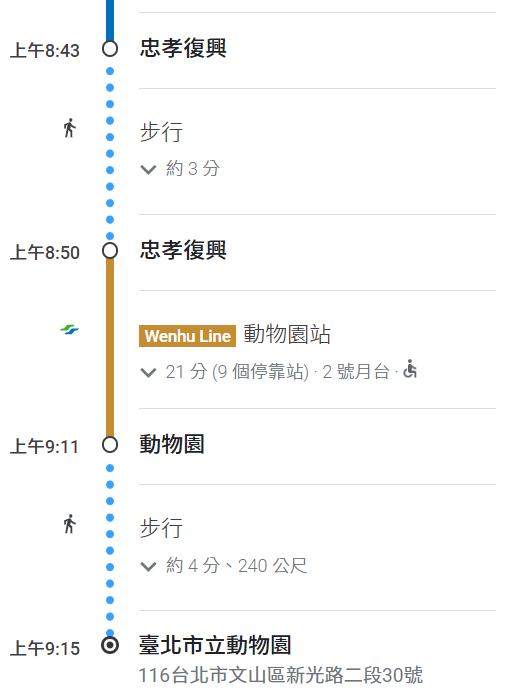 上午8:43 忠孝復興
步行
約 3 分
上午8:50 忠孝復興
Wenhu Line 動物園站
21 分 (9 個停靠站) · 2 號月台 ·
上午9:11 動物園
步行
約 4 分、240 公尺
上午9:15 臺北市立動物園
116台北市文山區新光路二段30號